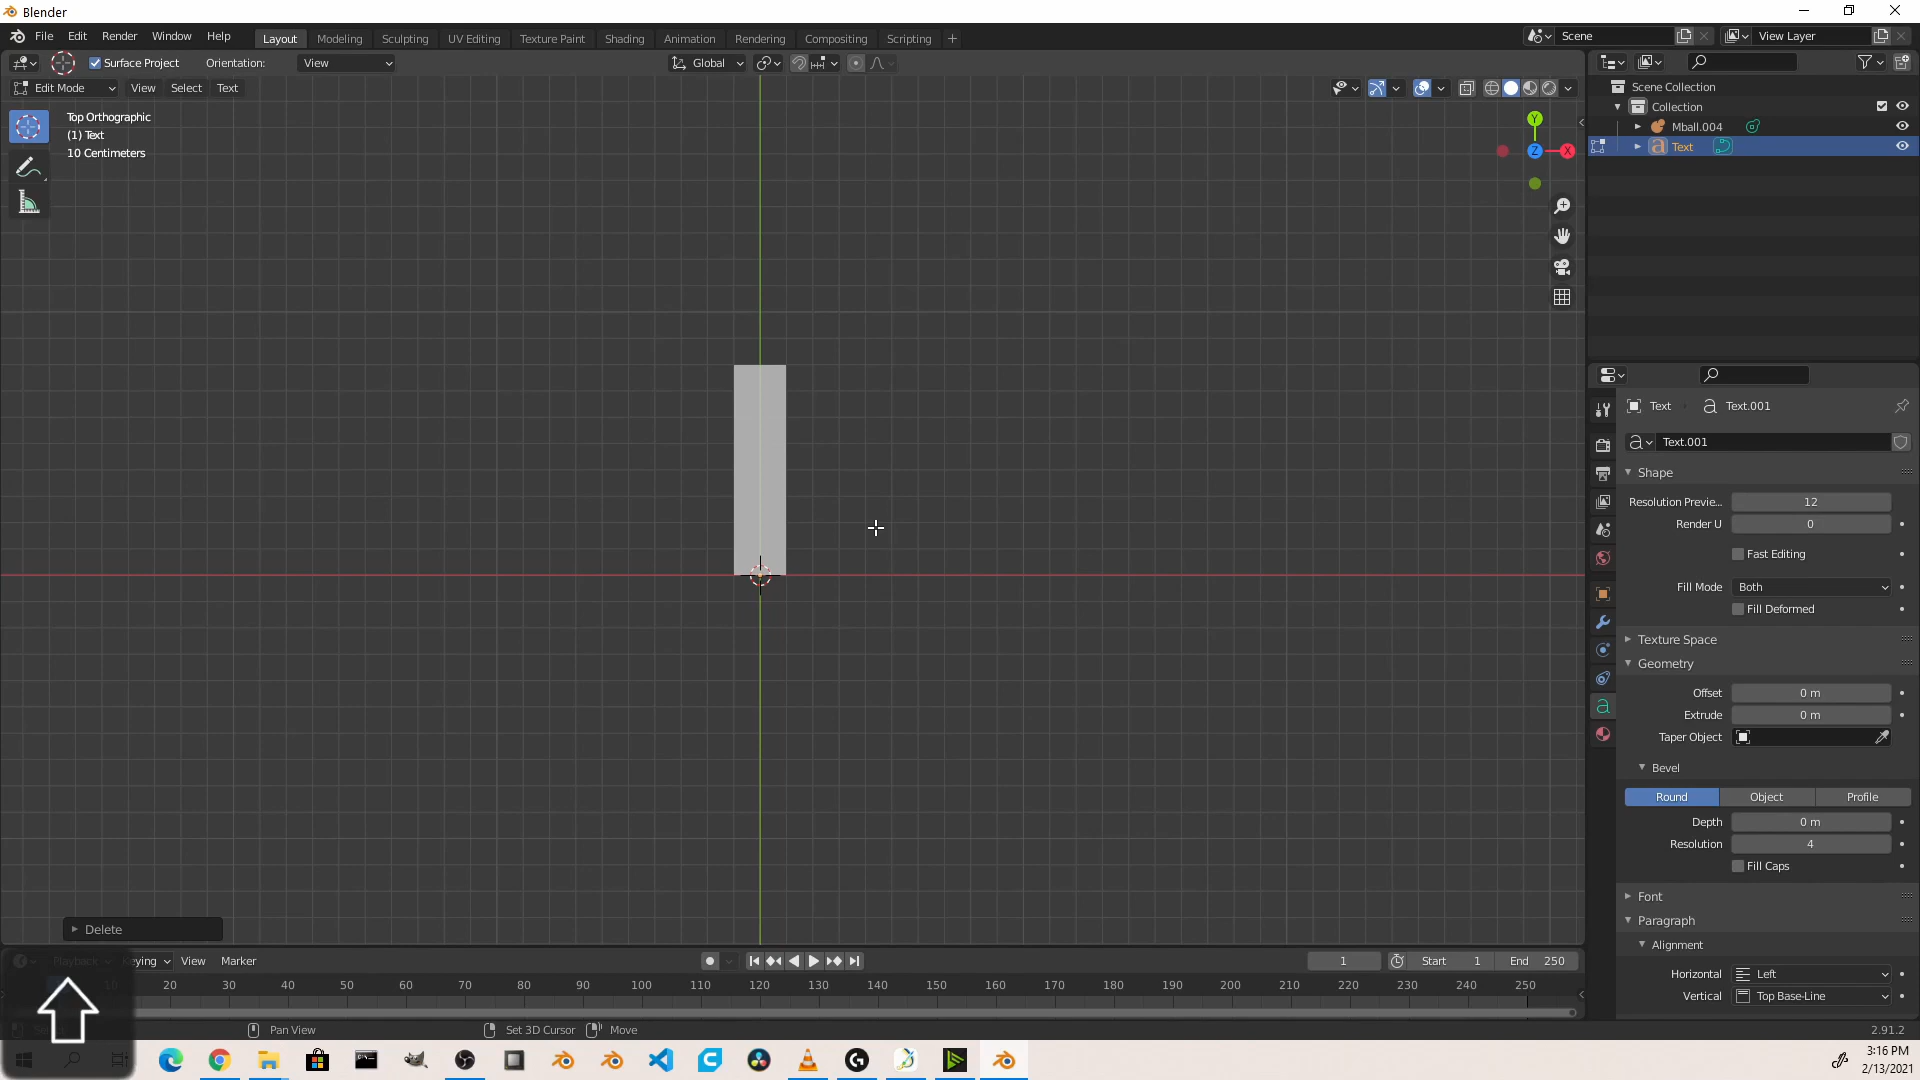 Blender
File Edit Render Window Help
Layout Modeling Sculpting UV Editing Texture Paint Shading Animation Rendering Compositing Scripting +
Scene
View Layer
Surface Project Orientation: View
Global
Edit Mode View Select Text
Top Orthographic
(1) Text
10 Centimeters
Y
Z
X
Scene Collection
Collection
Mball.004
Text
Text Text.001
Text.001
Shape
Resolution Previe... 12
Render U 0
Fast Editing
Fill Mode Both
Fill Deformed
Texture Space
Geometry
Offset 0 m
Extrude 0 m
Taper Object
Bevel
Round Object Profile
Depth 0 m
Resolution 4
Fill Caps
Font
Paragraph
Alignment
Horizontal Left
Vertical Top Base-Line
Delete
Playback Keying View Marker
1 Start 1 End 250
10 20 30 40 50 60 70 80 90 100 110 120 130 140 150 160 170 180 190 200 210 220 230 240 250
Pan View Set 3D Cursor Move
2.91.2
3:16 PM
2/13/2021